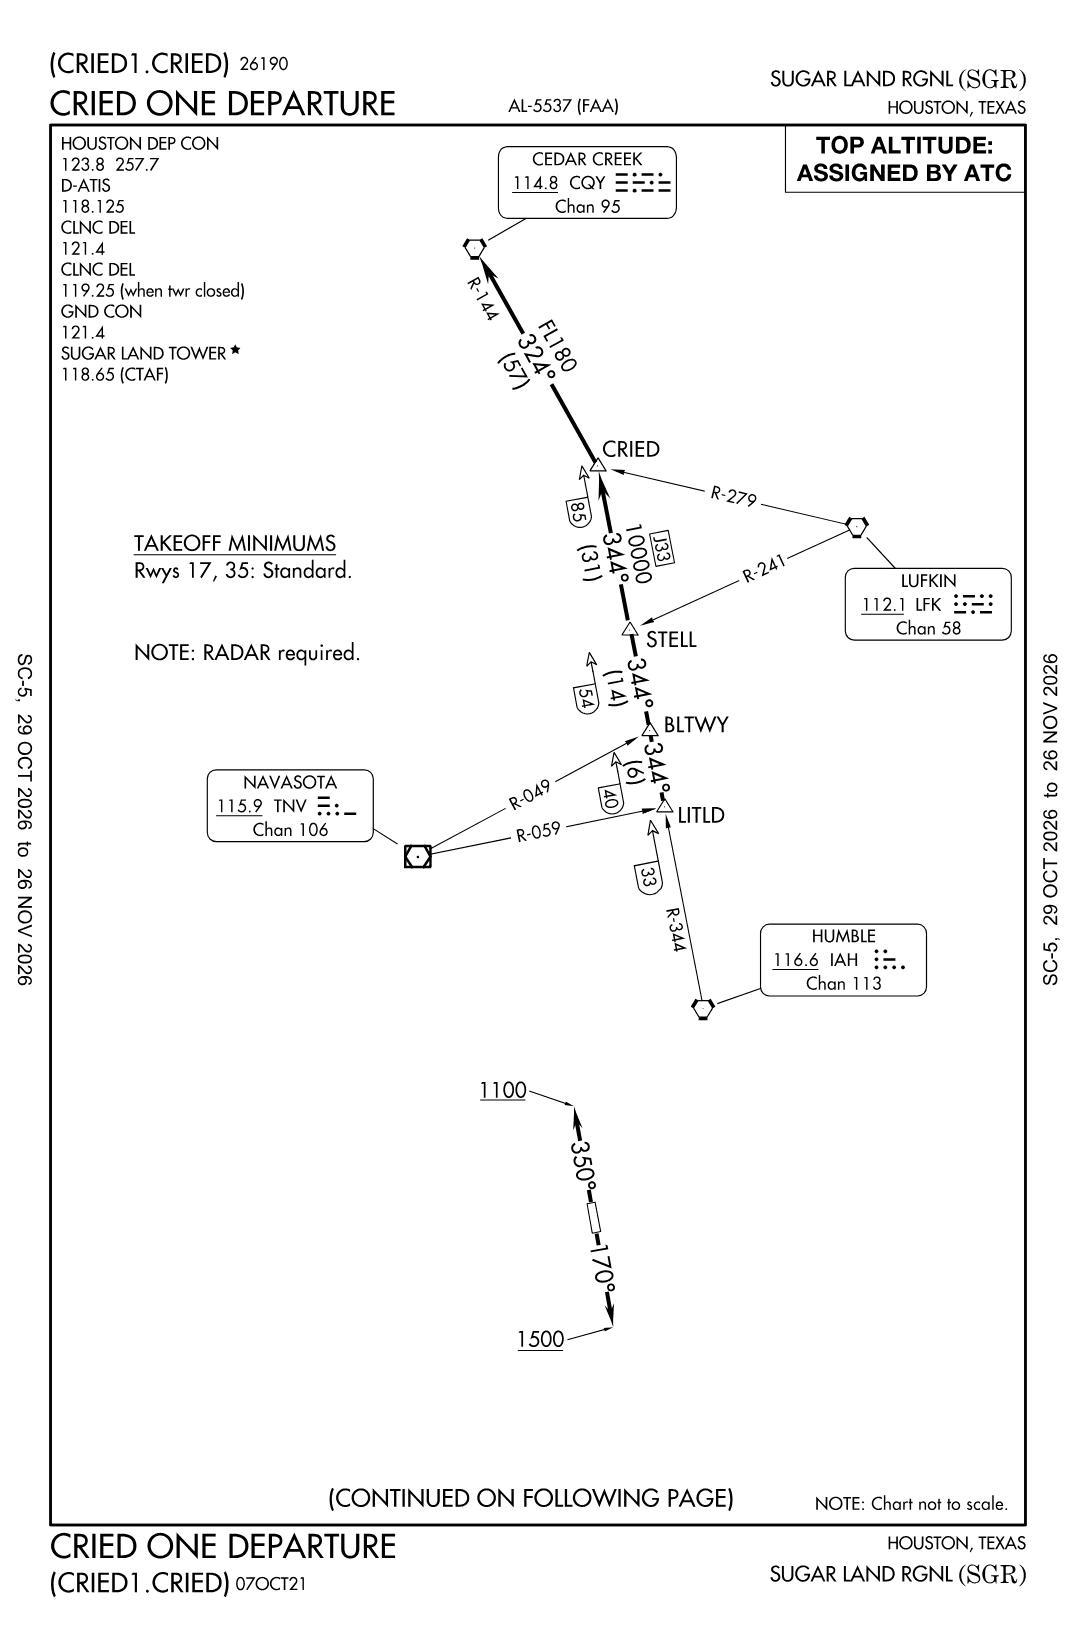 (CRIED1.CRIED) 26190
CRIED ONE DEPARTURE
AL-5537 (FAA)
SUGAR LAND RGNL (SGR)
HOUSTON, TEXAS
HOUSTON DEP CON
123.8 257.7
D-ATIS
118.125
CLNC DEL
121.4
CLNC DEL
119.25 (when twr closed)
GND CON
121.4
SUGAR LAND TOWER ★
118.65 (CTAF)
TOP ALTITUDE:
ASSIGNED BY ATC
CEDAR CREEK
114.8 CQY
Chan 95
R-144
FL180
324°
(57)
CRIED
85
R-279
J33
10000
344°
(31)
R-241
LUFKIN
112.1 LFK
Chan 58
TAKEOFF MINIMUMS
Rwys 17, 35: Standard.
NOTE: RADAR required.
STELL
344°
(14)
54
BLTWY
344°
(6)
40
LITLD
NAVASOTA
115.9 TNV
Chan 106
R-049
R-059
33
R-344
HUMBLE
116.6 IAH
Chan 113
1100
350°
170°
1500
(CONTINUED ON FOLLOWING PAGE)
NOTE: Chart not to scale.
CRIED ONE DEPARTURE
(CRIED1.CRIED) 07OCT21
HOUSTON, TEXAS
SUGAR LAND RGNL (SGR)
SC-5, 29 OCT 2026 to 26 NOV 2026
SC-5, 29 OCT 2026 to 26 NOV 2026